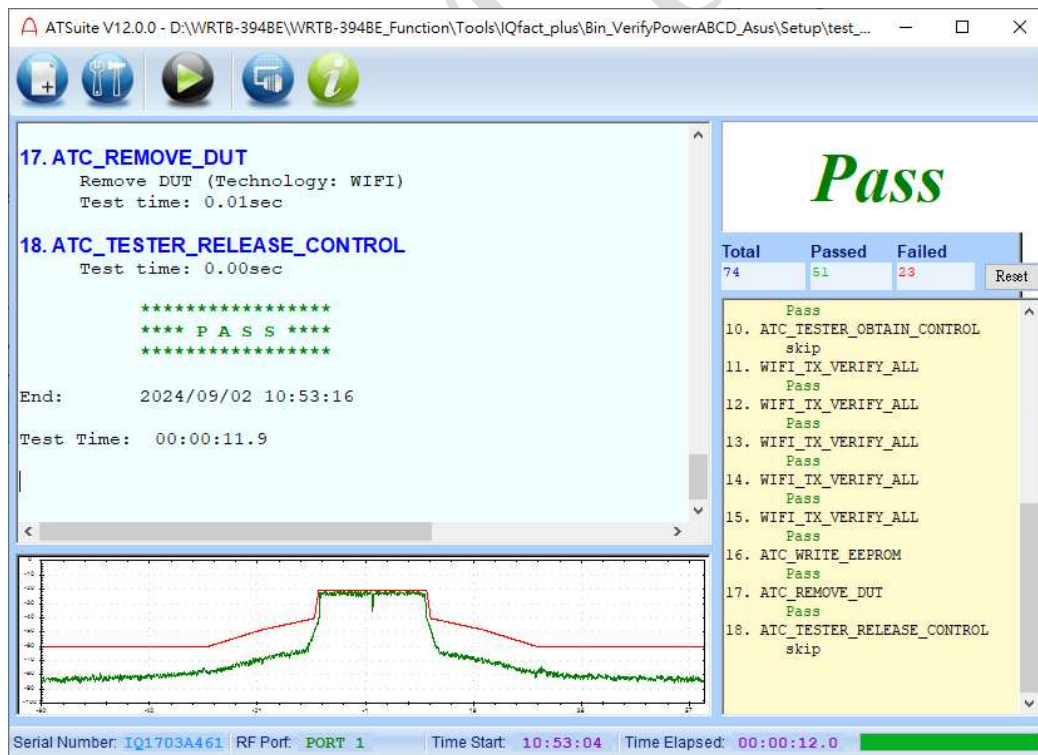 ATSuite V12.0.0 - D:\WRTB-394BE\WRTB-394BE_Function\Tools\IQfact_plus\Bin_VerifyPowerABCD_Asus\Setup\test_...
17. ATC_REMOVE_DUT
Remove DUT (Technology: WIFI)
Test time: 0.01sec
18. ATC_TESTER_RELEASE_CONTROL
Test time: 0.00sec
*****************
**** P A S S ****
*****************
End: 2024/09/02 10:53:16
Test Time: 00:00:11.9
Pass
Total Passed Failed
74 51 23 Reset
Pass
10. ATC_TESTER_OBTAIN_CONTROL
skip
11. WIFI_TX_VERIFY_ALL
Pass
12. WIFI_TX_VERIFY_ALL
Pass
13. WIFI_TX_VERIFY_ALL
Pass
14. WIFI_TX_VERIFY_ALL
Pass
15. WIFI_TX_VERIFY_ALL
Pass
16. ATC_WRITE_EEPROM
Pass
17. ATC_REMOVE_DUT
Pass
18. ATC_TESTER_RELEASE_CONTROL
skip
Serial Number: IQ1703A461 RF Port: PORT 1 Time Start: 10:53:04 Time Elapsed: 00:00:12.0